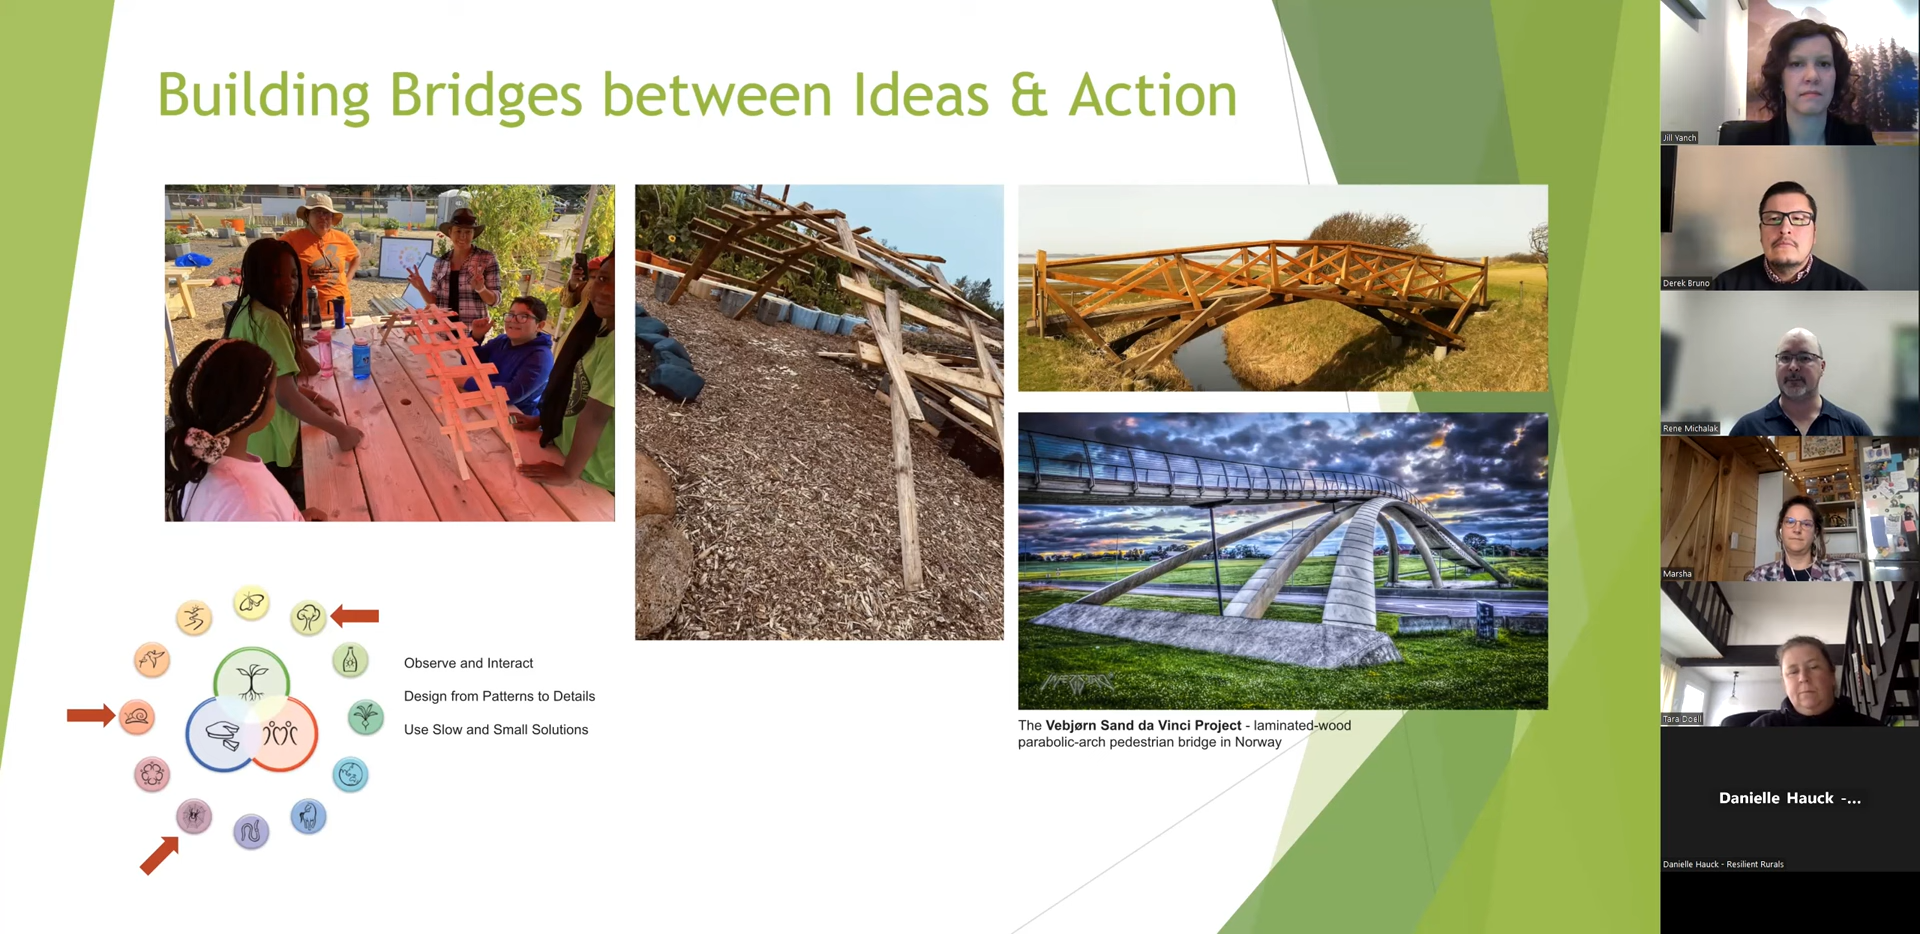 Building Bridges between Ideas & Action
Observe and Interact
Design from Patterns to Details
Use Slow and Small Solutions
The Vebjørn Sand da Vinci Project - laminated-wood
parabolic-arch pedestrian bridge in Norway
Jill Yanch
Derek Bruno
Rene Michalak
Marsha
Tara Doell
Danielle Hauck -...
Danielle Hauck - Resilient Rurals